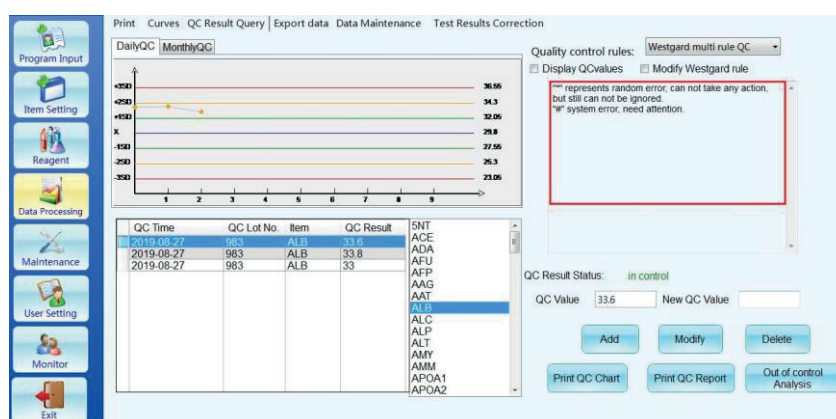 Print Curves QC Result Query Export data Data Maintenance Test Results Correction
Program Input
Item Setting
Reagent
Data Processing
Maintenance
User Setting
Monitor
Exit
DailyQC MonthlyQC
+3SD 36.55
+2SD 34.3
+1SD 32.05
X 29.8
-1SD 27.55
-2SD 25.3
-3SD 23.05
1 2 3 4 5 6 7 8 9
QC Time QC Lot No. Item QC Result
2019-08-27 983 ALB 33.6
2019-08-27 983 ALB 33.8
2019-08-27 983 ALB 33
5NT
ACE
ADA
AFU
AFP
AAG
AAT
ALB
ALC
ALP
ALT
AMY
AMM
APOA1
APOA2
Quality control rules: Westgard multi rule QC
Display QCvalues Modify Westgard rule
"*" represents random error, can not take any action,
but still can not be ignored.
"#" system error, need attention.
QC Result Status: in control
QC Value 33.6 New QC Value
Add Modify Delete
Print QC Chart Print QC Report Out of control
Analysis